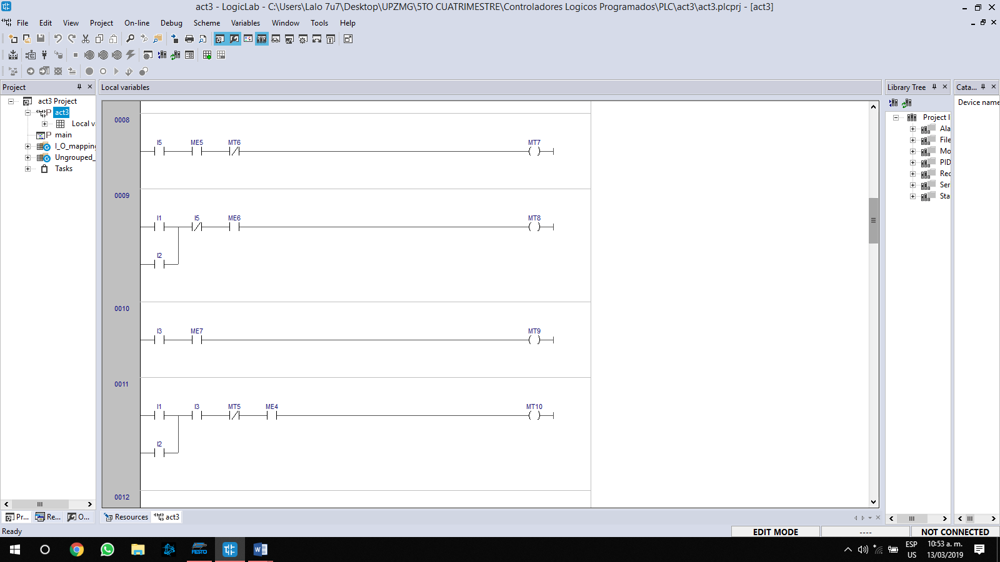 act3 - LogicLab - C:\Users\Lalo 7u7\Desktop\UPZMG\5TO CUATRIMESTRE\Controladores Logicos Programados\PLC\act3\act3.plcprj - [act3]
File Edit View Project On-line Debug Scheme Variables Window Tools Help
Project
Local variables
Library Tree
Cata...
act3 Project
act3
Local v
main
I_O_mapping
Ungrouped_
Tasks
0008
I5 ME5 MT6 MT7
0009
I1 I5 ME6 MT8
I2
0010
I3 ME7 MT9
0011
I1 I3 MT5 ME4 MT10
I2
0012
Project l
Ala
File
Mo
PID
Rec
Ser
Sta
Device name
Pr... Re... O...
Resources act3
Ready
EDIT MODE ---- NOT CONNECTED
FESTO
ESP
US
10:53 a. m.
13/03/2019